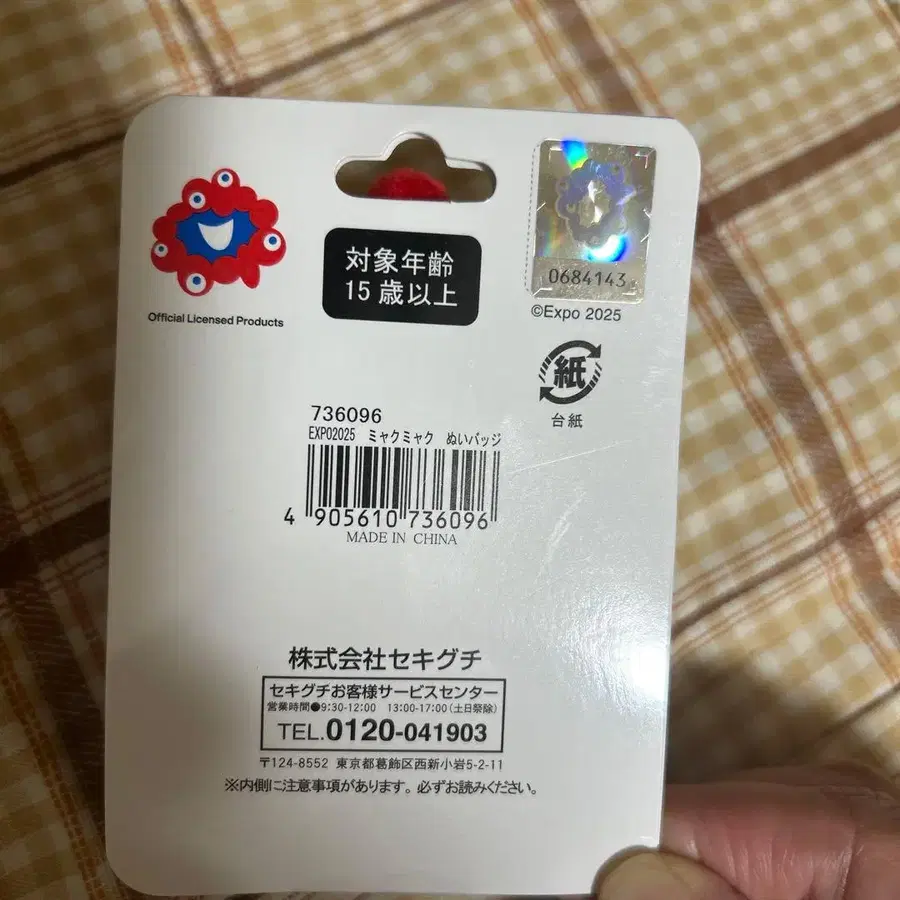 対象年齢
15歳以上
0684143
©Expo 2025
Official Licensed Products
紙
台紙
736096
EXPO2025 ミャクミャク ぬいバッジ
4 905610 736096
MADE IN CHINA
株式会社セキグチ
セキグチお客様サービスセンター
営業時間●9:30-12:00 13:00-17:00(土日祭除)
TEL.0120-041903
〒124-8552 東京都葛飾区西新小岩5-2-11
※内側に注意事項があります。必ずお読みください。